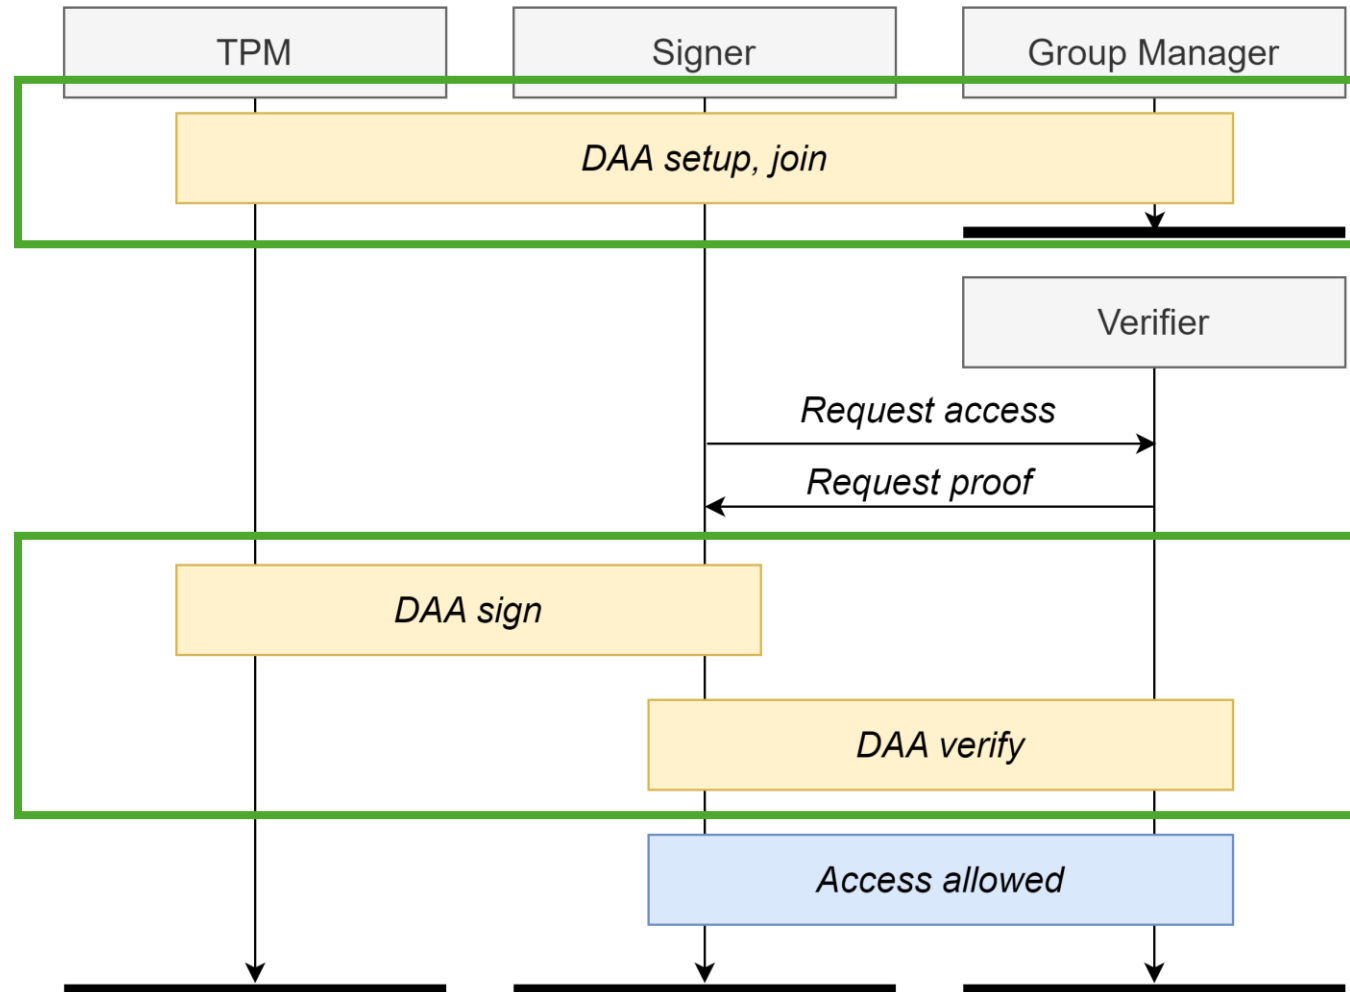 TPM
Signer
Group Manager
DAA setup, join
Verifier
Request access
Request proof
DAA sign
DAA verify
Access allowed